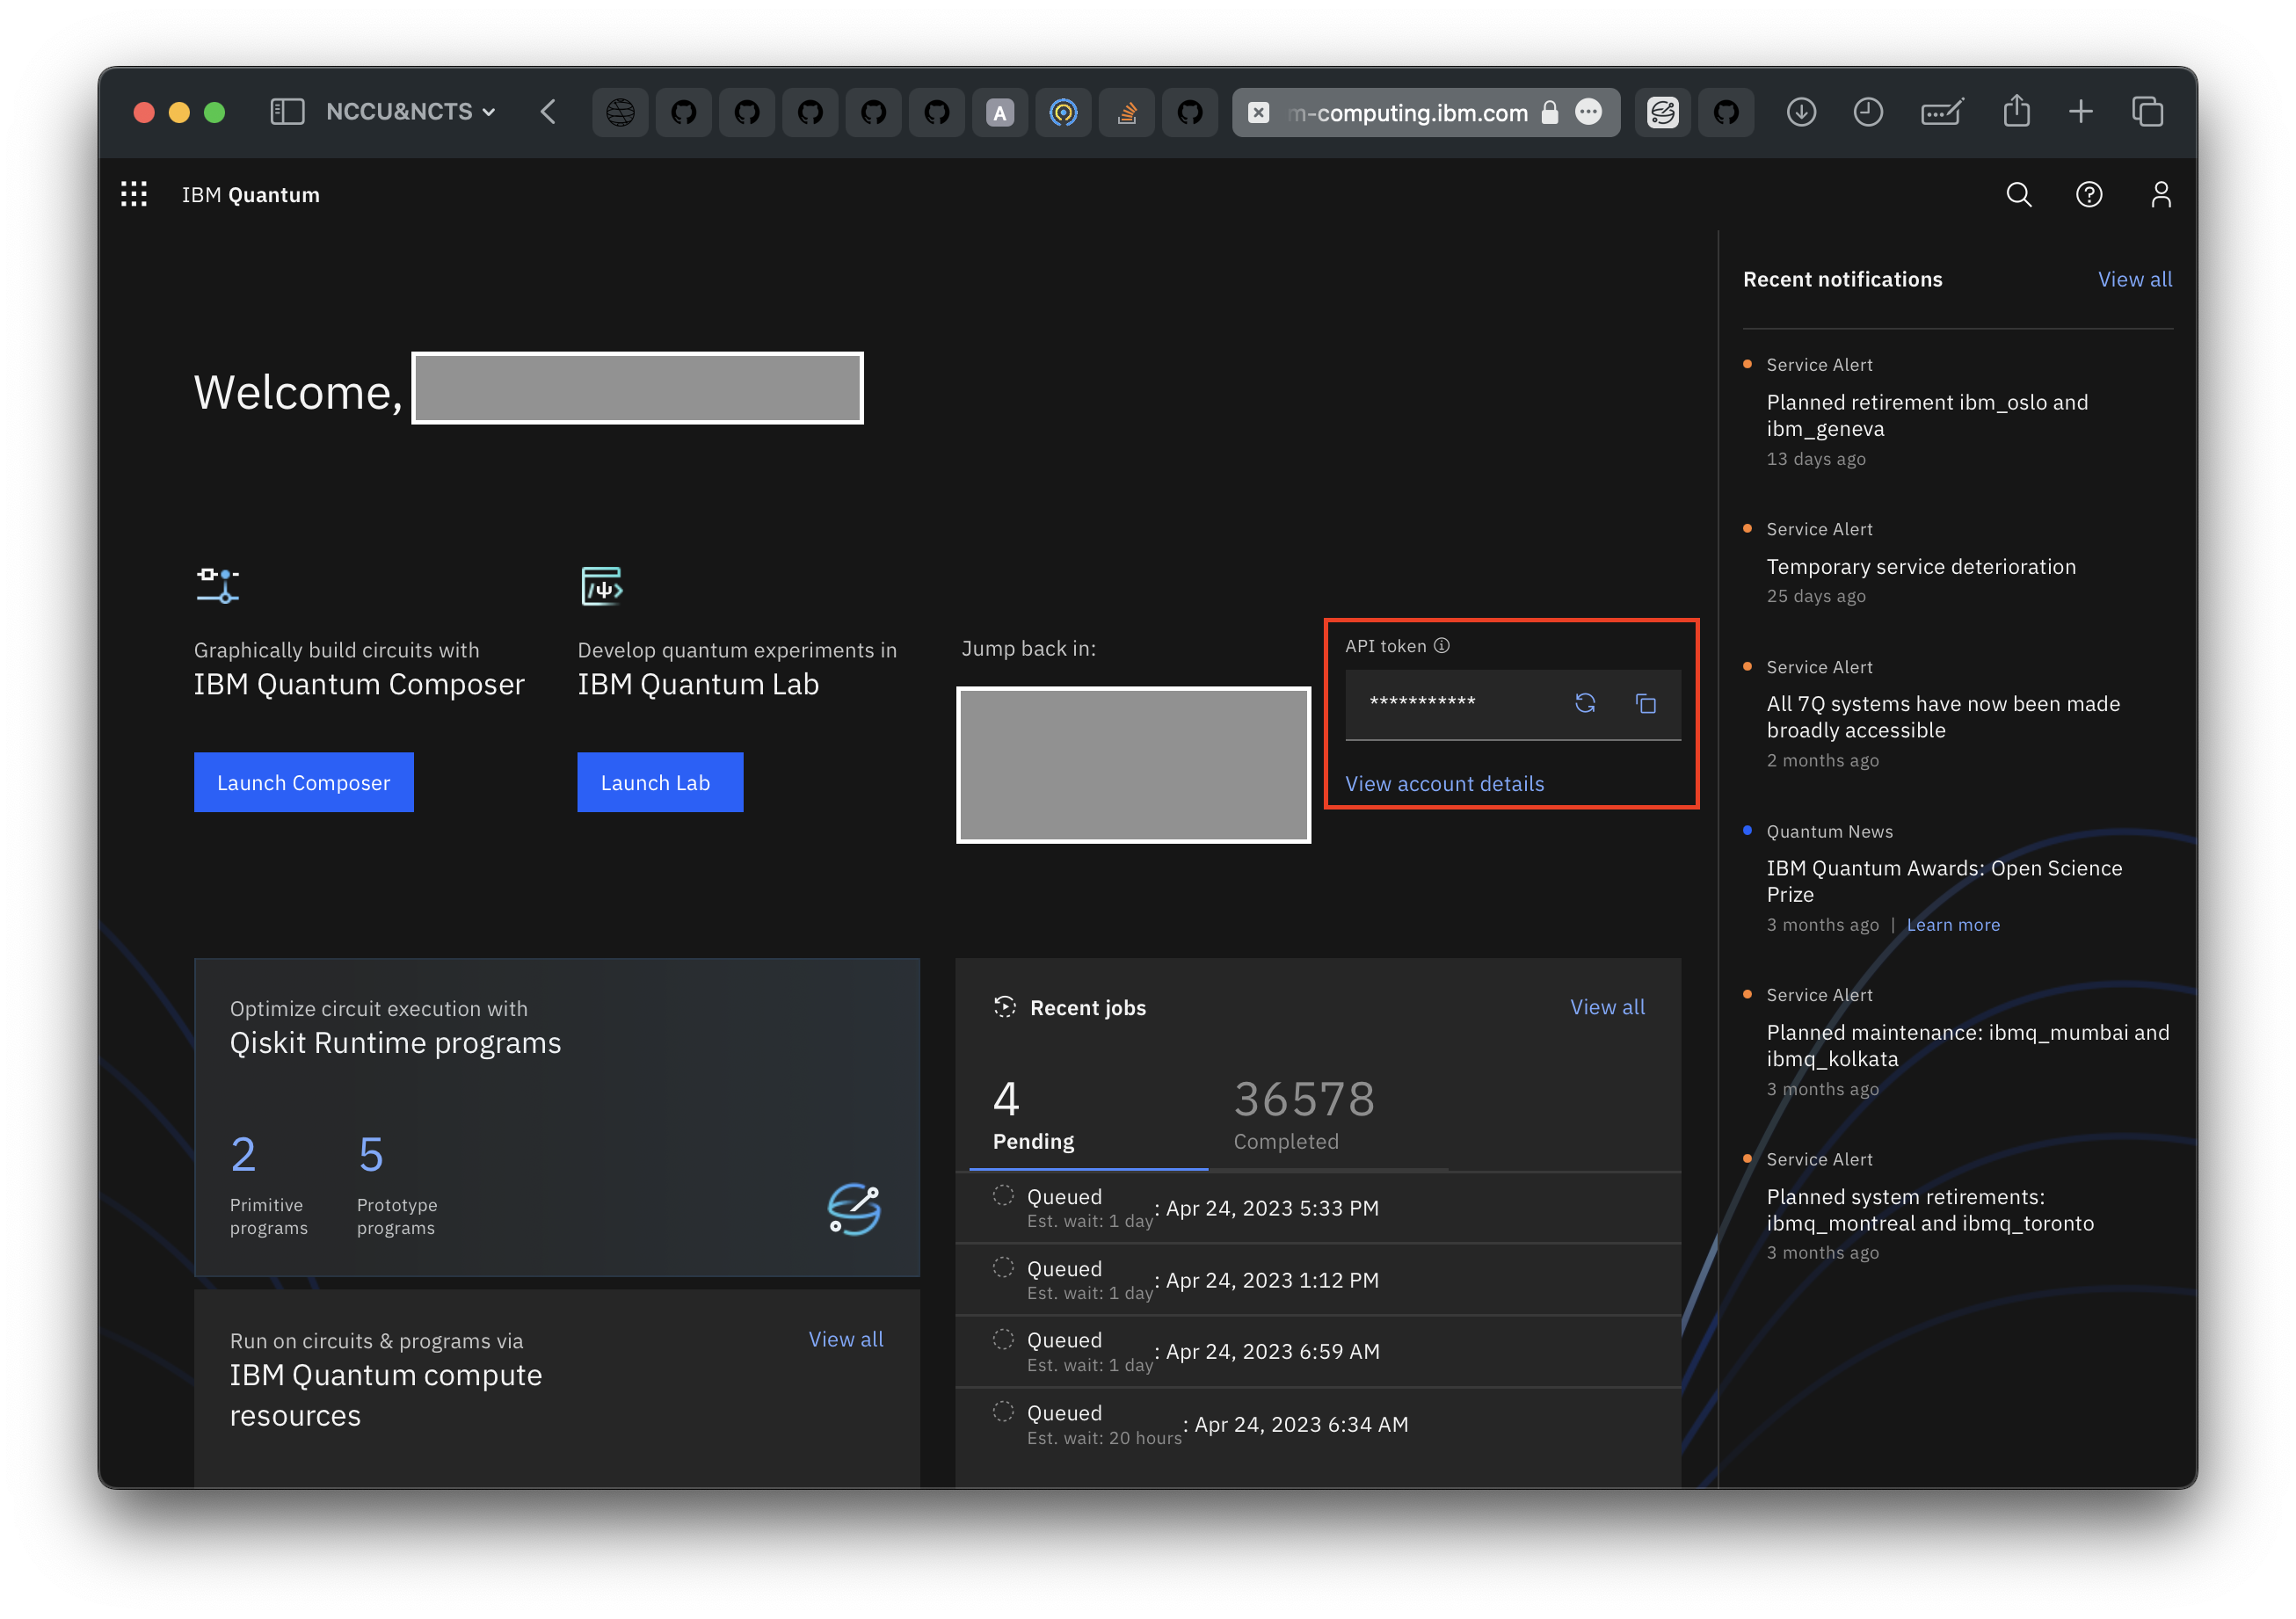 NCCU&NCTS
A
m-computing.ibm.com
IBM Quantum
Welcome,
Graphically build circuits with
IBM Quantum Composer
Launch Composer
Develop quantum experiments in
IBM Quantum Lab
Launch Lab
Jump back in:
API token
***********
View account details
Optimize circuit execution with
Qiskit Runtime programs
2
Primitive
programs
5
Prototype
programs
Run on circuits & programs via
View all
IBM Quantum compute
resources
Recent jobs
View all
4
Pending
36578
Completed
Queued
Est. wait: 1 day
: Apr 24, 2023 5:33 PM
Queued
Est. wait: 1 day
: Apr 24, 2023 1:12 PM
Queued
Est. wait: 1 day
: Apr 24, 2023 6:59 AM
Queued
Est. wait: 20 hours
: Apr 24, 2023 6:34 AM
Recent notifications
View all
Service Alert
Planned retirement ibm_oslo and
ibm_geneva
13 days ago
Service Alert
Temporary service deterioration
25 days ago
Service Alert
All 7Q systems have now been made
broadly accessible
2 months ago
Quantum News
IBM Quantum Awards: Open Science
Prize
3 months ago | Learn more
Service Alert
Planned maintenance: ibmq_mumbai and
ibmq_kolkata
3 months ago
Service Alert
Planned system retirements:
ibmq_montreal and ibmq_toronto
3 months ago